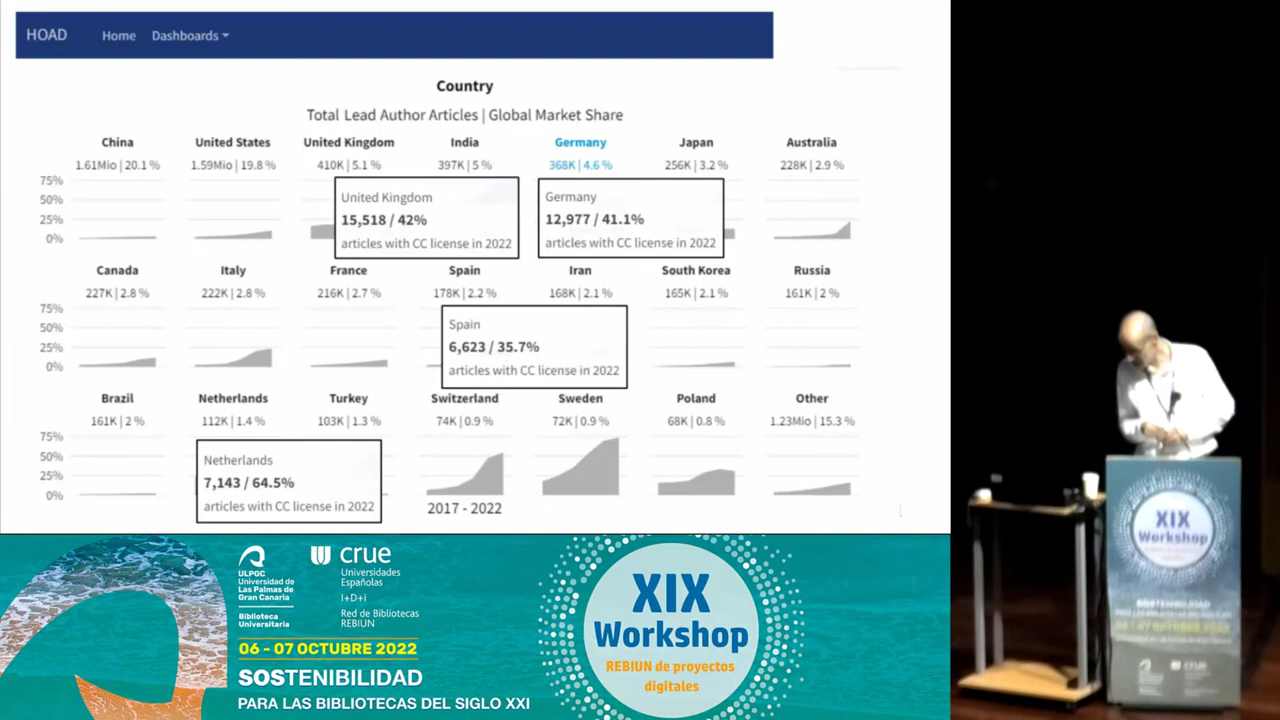 HOAD Home Dashboards
Country
Total Lead Author Articles | Global Market Share
China United States United Kingdom India Germany Japan Australia
1.61Mio | 20.1 % 1.59Mio | 19.8 % 410K | 5.1 % 397K | 5 % 368K | 4.6 % 256K | 3.2 % 228K | 2.9 %
75%
50%
25%
0%
United Kingdom
15,518 / 42%
articles with CC license in 2022
Germany
12,977 / 41.1%
articles with CC license in 2022
Canada Italy France Spain Iran South Korea Russia
227K | 2.8 % 222K | 2.8 % 216K | 2.7 % 178K | 2.2 % 168K | 2.1 % 165K | 2.1 % 161K | 2 %
75%
50%
25%
0%
Spain
6,623 / 35.7%
articles with CC license in 2022
Brazil Netherlands Turkey Switzerland Sweden Poland Other
161K | 2 % 112K | 1.4 % 103K | 1.3 % 74K | 0.9 % 72K | 0.9 % 68K | 0.8 % 1.23Mio | 15.3 %
75%
50%
25%
0%
Netherlands
7,143 / 64.5%
articles with CC license in 2022
2017 - 2022
ULPGC
Universidad de
Las Palmas de
Gran Canaria
Biblioteca
Universitaria
crue
Universidades
Españolas
I+D+i
Red de Bibliotecas
REBIUN
06 - 07 OCTUBRE 2022
SOSTENIBILIDAD
PARA LAS BIBLIOTECAS DEL SIGLO XXI
XIX
Workshop
REBIUN de proyectos
digitales
XIX
Workshop
SOSTENIBILIDAD
crue